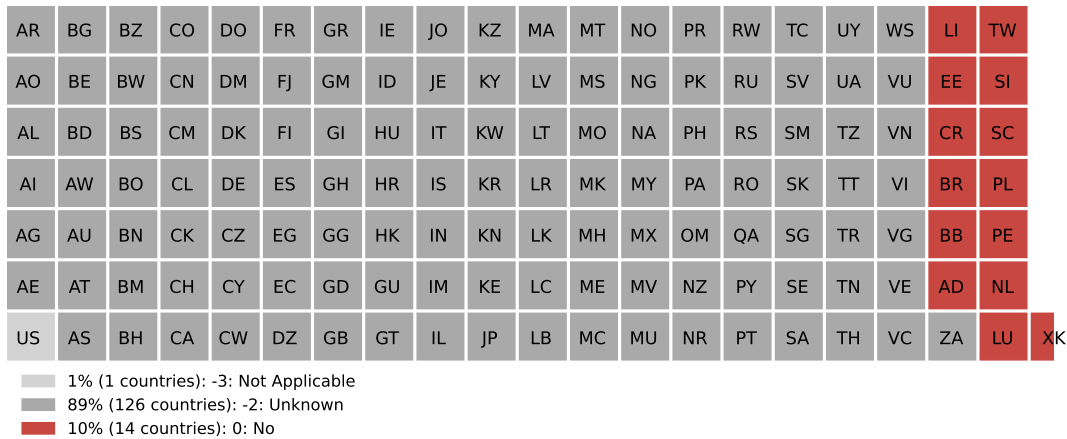 AR BG BZ CO DO FR GR IE JO KZ MA MT NO PR RW TC UY WS LI TW
AO BE BW CN DM FJ GM ID JE KY LV MS NG PK RU SV UA VU EE SI
AL BD BS CM DK FI GI HU IT KW LT MO NA PH RS SM TZ VN CR SC
AI AW BO CL DE ES GH HR IS KR LR MK MY PA RO SK TT VI BR PL
AG AU BN CK CZ EG GG HK IN KN LK MH MX OM QA SG TR VG BB PE
AE AT BM CH CY EC GD GU IM KE LC ME MV NZ PY SE TN VE AD NL
US AS BH CA CW DZ GB GT IL JP LB MC MU NR PT SA TH VC ZA LU XK
1% (1 countries): -3: Not Applicable
89% (126 countries): -2: Unknown
10% (14 countries): 0: No